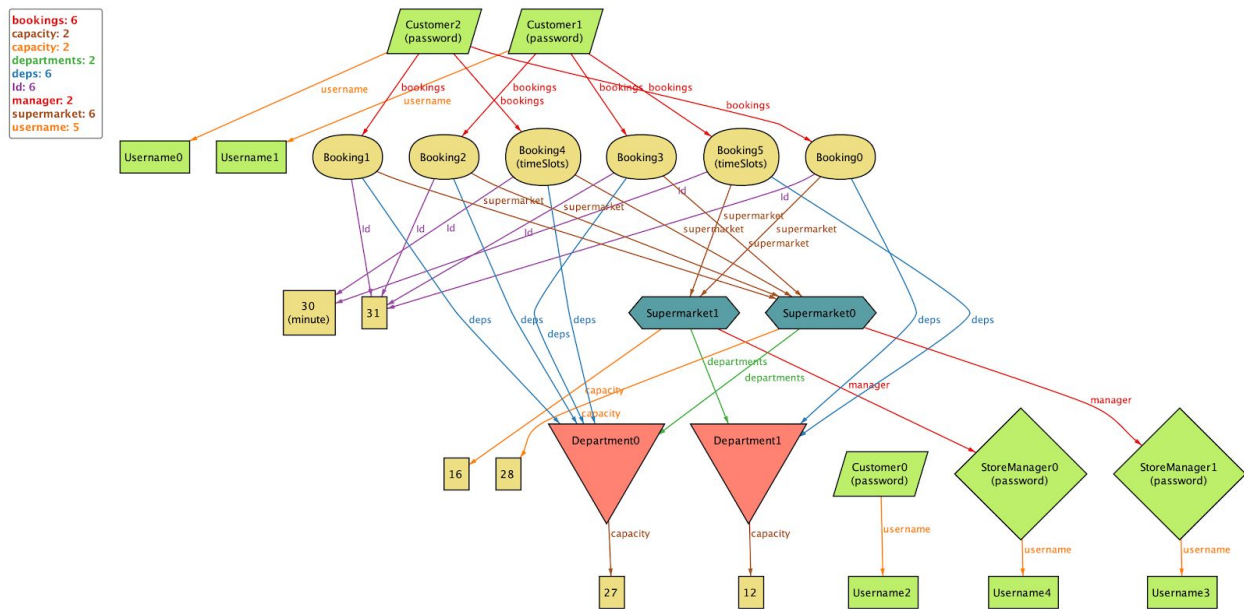 bookings: 6
capacity: 2
capacity: 2
departments: 2
deps: 6
Id: 6
manager: 2
supermarket: 6
username: 5
Customer2
(password)
Customer1
(password)
username
username
bookings
bookings
bookings
bookings
bookings
bookings
Username0
Username1
Booking1
Booking2
Booking4
(timeSlots)
Booking3
Booking5
(timeSlots)
Booking0
Id
Id
supermarket
supermarket
supermarket
supermarket
supermarket
supermarket
Id
Id
Id
Id
30
(minute)
31
Supermarket1
Supermarket0
deps
deps
deps
deps
deps
deps
departments
departments
capacity
capacity
manager
manager
Department0
Department1
16
28
Customer0
(password)
StoreManager0
(password)
StoreManager1
(password)
capacity
capacity
username
username
username
27
12
Username2
Username4
Username3